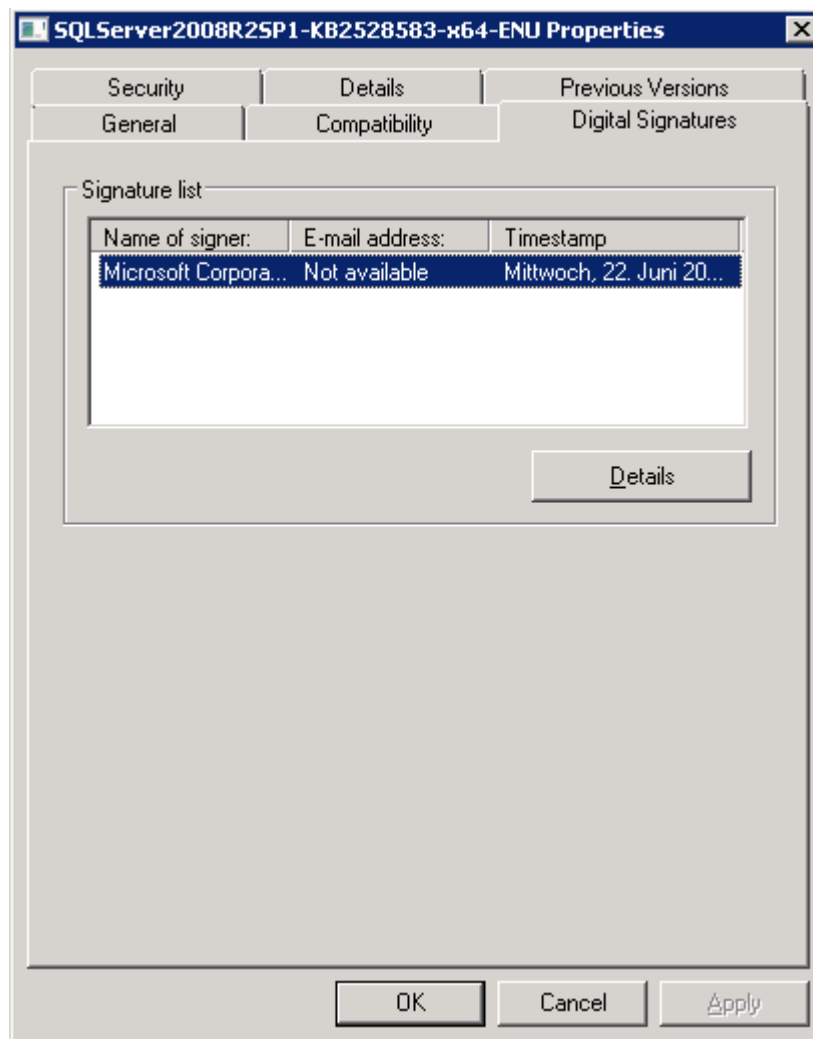 SQLServer2008R2SP1-KB2528583-x64-ENU Properties
Security Details Previous Versions
General Compatibility Digital Signatures
Signature list
Name of signer: E-mail address: Timestamp
Microsoft Corpora... Not available Mittwoch, 22. Juni 20...
Details
OK Cancel Apply